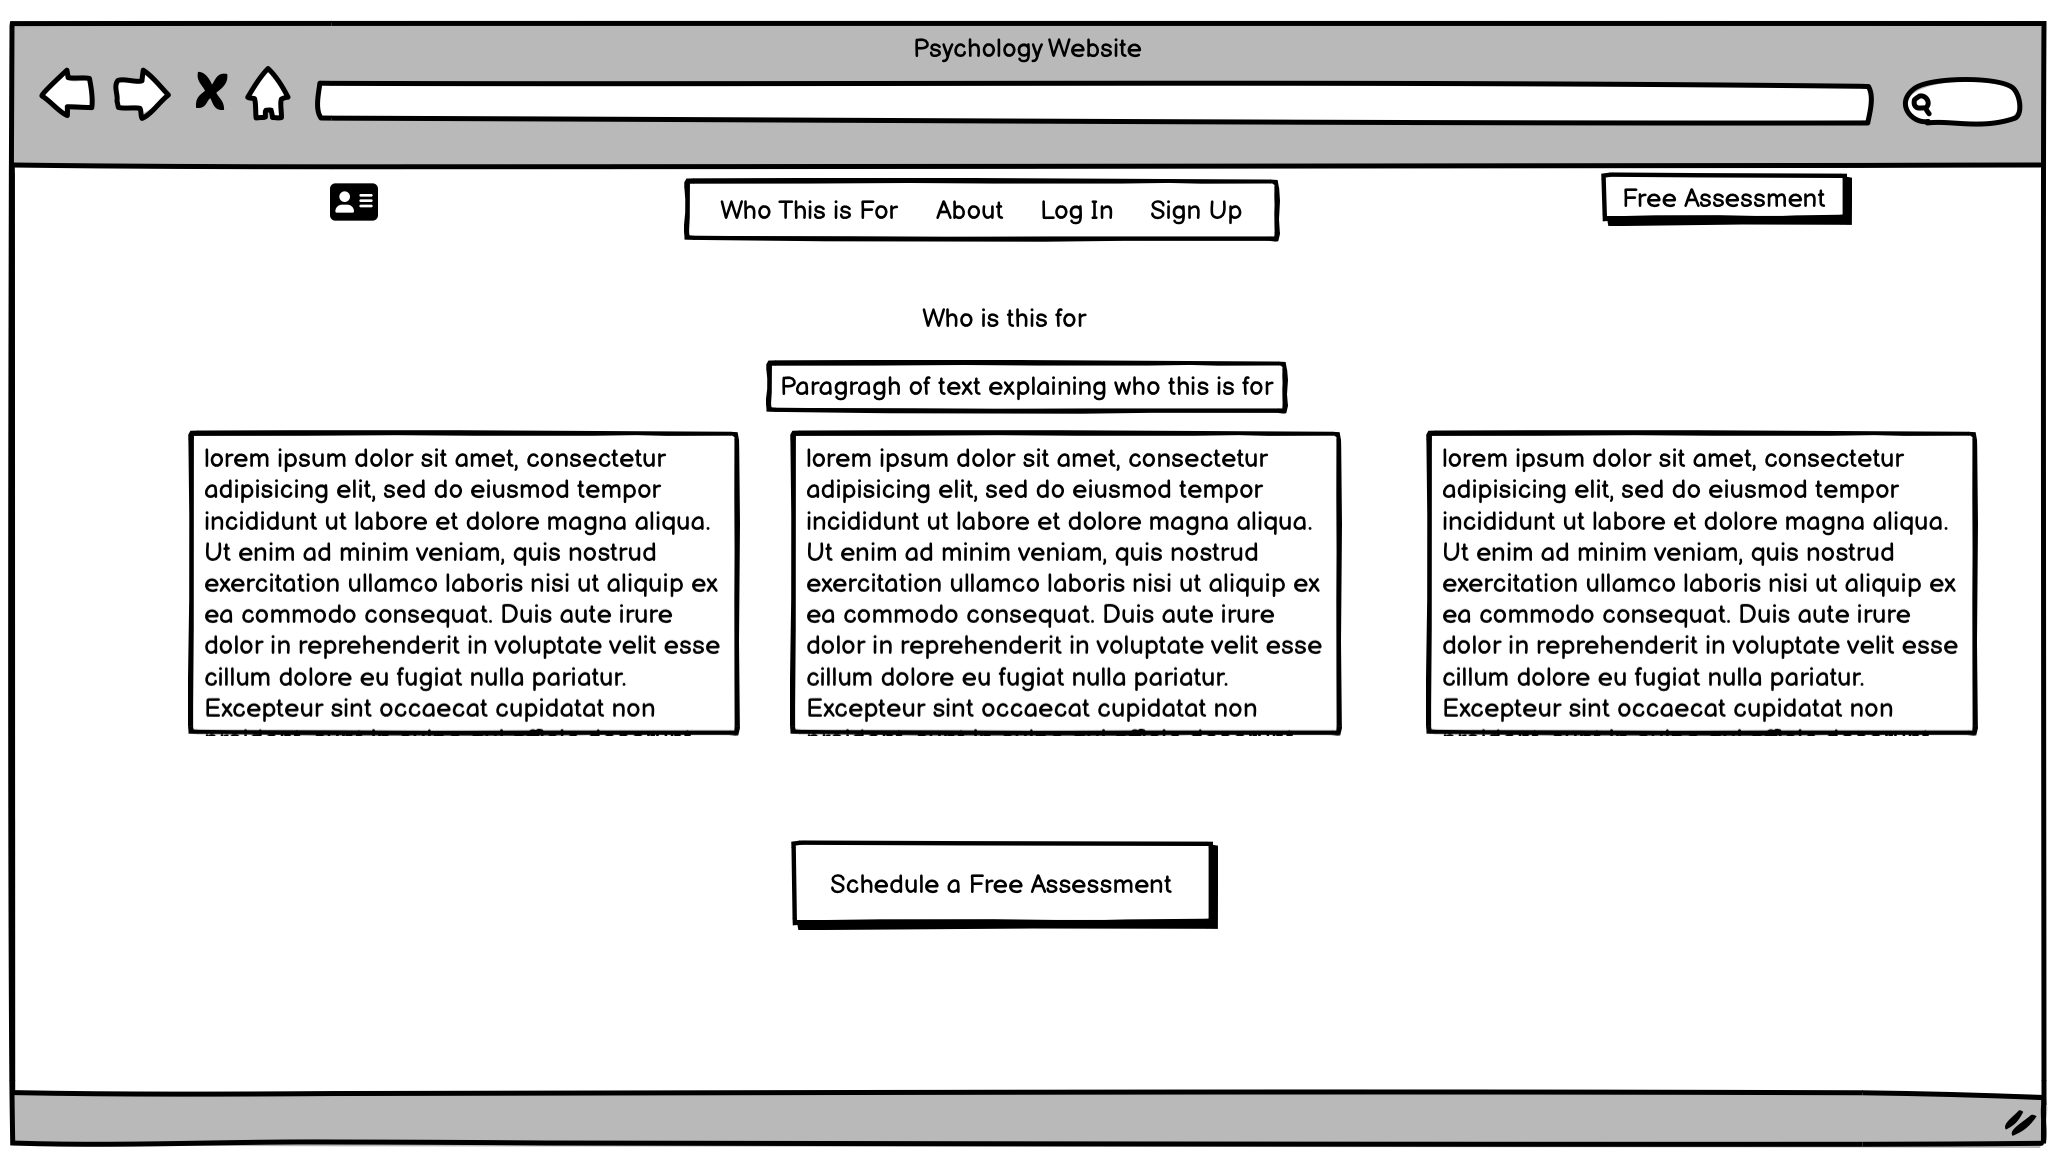 Psychology Website
Who This is For About Log In Sign Up
Free Assessment
Who is this for
Paragragh of text explaining who this is for
lorem ipsum dolor sit amet, consectetur
adipisicing elit, sed do eiusmod tempor
incididunt ut labore et dolore magna aliqua.
Ut enim ad minim veniam, quis nostrud
exercitation ullamco laboris nisi ut aliquip ex
ea commodo consequat. Duis aute irure
dolor in reprehenderit in voluptate velit esse
cillum dolore eu fugiat nulla pariatur.
Excepteur sint occaecat cupidatat non
lorem ipsum dolor sit amet, consectetur
adipisicing elit, sed do eiusmod tempor
incididunt ut labore et dolore magna aliqua.
Ut enim ad minim veniam, quis nostrud
exercitation ullamco laboris nisi ut aliquip ex
ea commodo consequat. Duis aute irure
dolor in reprehenderit in voluptate velit esse
cillum dolore eu fugiat nulla pariatur.
Excepteur sint occaecat cupidatat non
lorem ipsum dolor sit amet, consectetur
adipisicing elit, sed do eiusmod tempor
incididunt ut labore et dolore magna aliqua.
Ut enim ad minim veniam, quis nostrud
exercitation ullamco laboris nisi ut aliquip ex
ea commodo consequat. Duis aute irure
dolor in reprehenderit in voluptate velit esse
cillum dolore eu fugiat nulla pariatur.
Excepteur sint occaecat cupidatat non
Schedule a Free Assessment